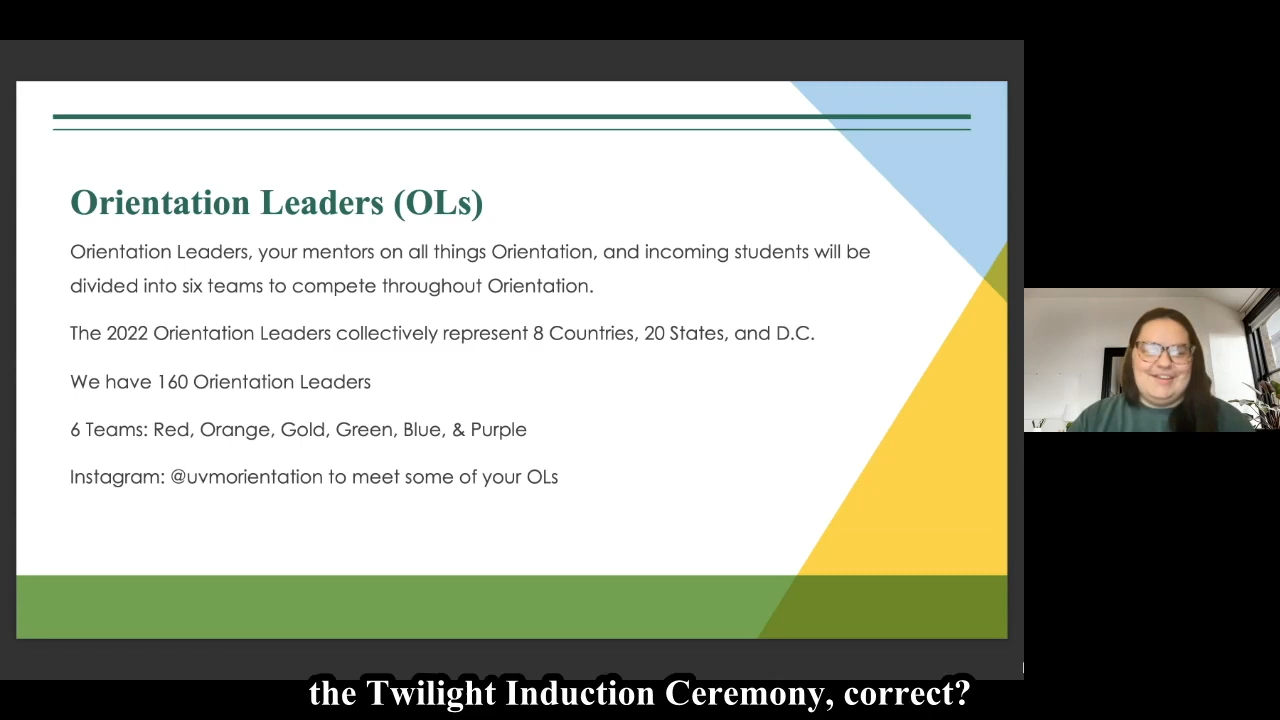 Orientation Leaders (OLs)
Orientation Leaders, your mentors on all things Orientation, and incoming students will be
divided into six teams to compete throughout Orientation.
The 2022 Orientation Leaders collectively represent 8 Countries, 20 States, and D.C.
We have 160 Orientation Leaders
6 Teams: Red, Orange, Gold, Green, Blue, & Purple
Instagram: @uvmorientation to meet some of your OLs
the Twilight Induction Ceremony, correct?